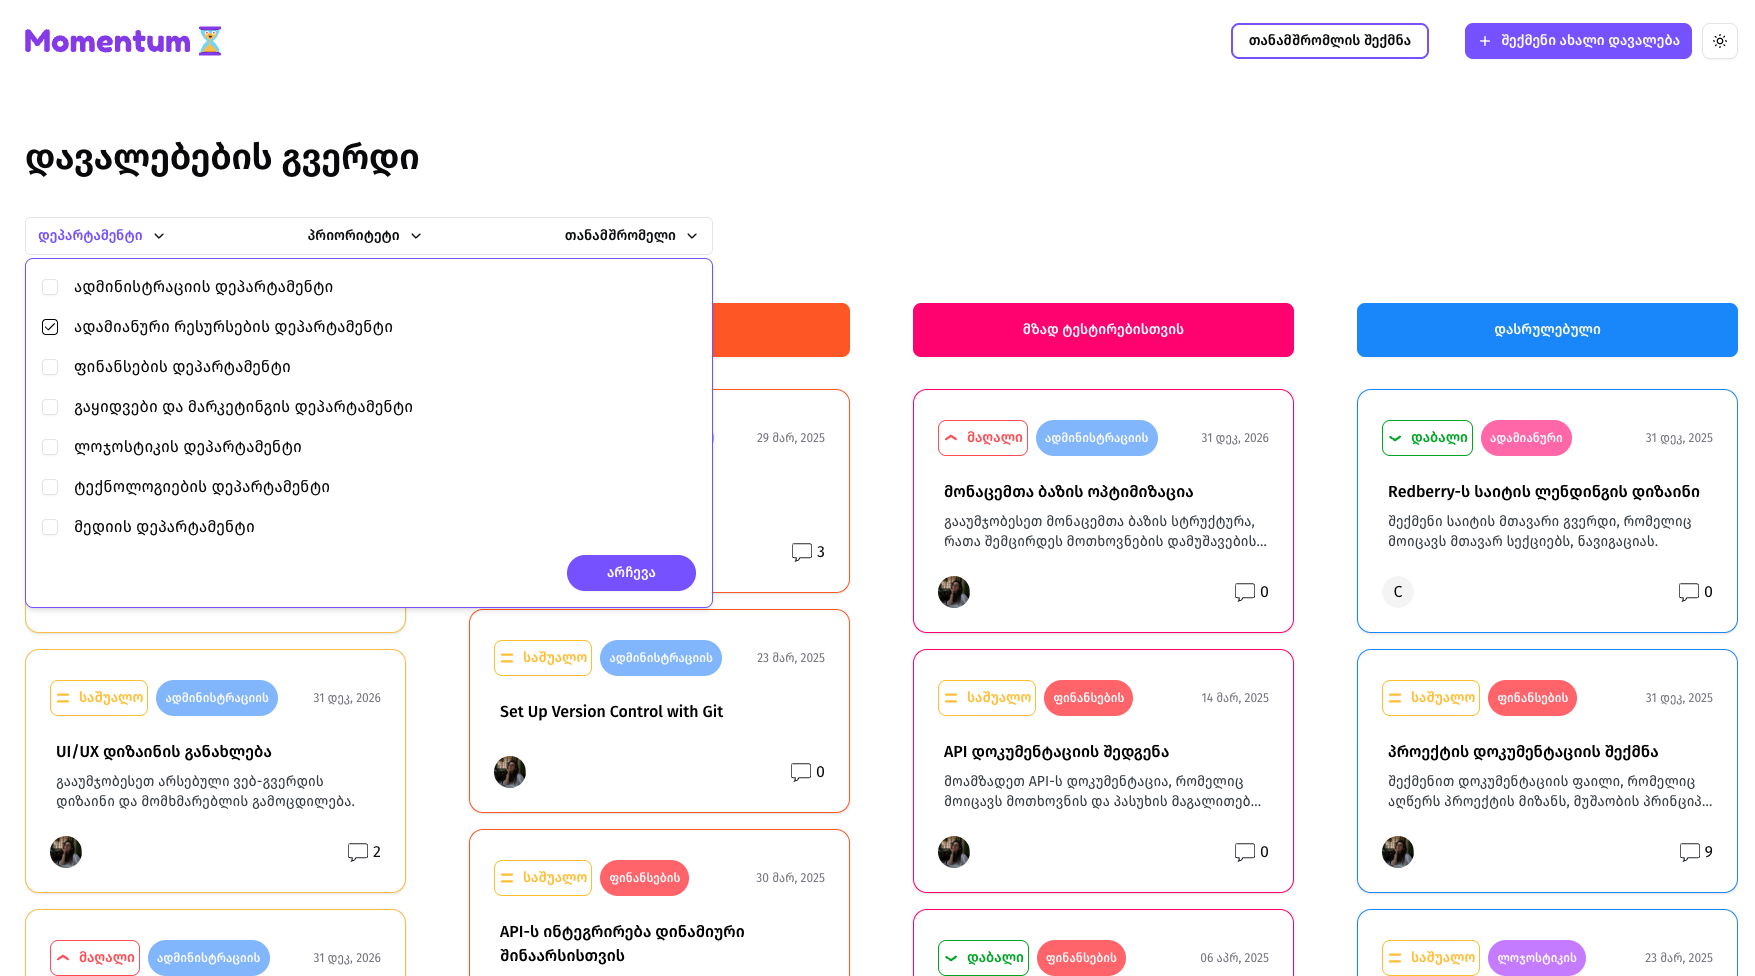 Momentum
თანამშრომლის შექმნა
შექმენი ახალი დავალება
დავალებების გვერდი
დეპარტამენტი
პრიორიტეტი
თანამშრომელი
ადმინისტრაციის დეპარტამენტი
ადამიანური რესურსების დეპარტამენტი
ფინანსების დეპარტამენტი
გაყიდვები და მარკეტინგის დეპარტამენტი
ლოჯოსტიკის დეპარტამენტი
ტექნოლოგიების დეპარტამენტი
მედიის დეპარტამენტი
არჩევა
საშუალო
ადმინისტრაციის
31 დეკ, 2026
UI/UX დიზაინის განახლება
გააუმჯობესეთ არსებული ვებ-გვერდის
დიზაინი და მომხმარებლის გამოცდილება.
2
მაღალი
ადმინისტრაციის
31 დეკ, 2026
29 მარ, 2025
3
საშუალო
ადმინისტრაციის
23 მარ, 2025
Set Up Version Control with Git
0
საშუალო
ფინანსების
30 მარ, 2025
API-ს ინტეგრირება დინამიური
შინაარსისთვის
მზად ტესტირებისთვის
მაღალი
ადმინისტრაციის
31 დეკ, 2026
მონაცემთა ბაზის ოპტიმიზაცია
გააუმჯობესეთ მონაცემთა ბაზის სტრუქტურა,
რათა შემცირდეს მოთხოვნების დამუშავების...
0
საშუალო
ფინანსების
14 მარ, 2025
API დოკუმენტაციის შედგენა
მოამზადეთ API-ს დოკუმენტაცია, რომელიც
მოიცავს მოთხოვნის და პასუხის მაგალითებ...
0
დაბალი
ფინანსების
06 აპრ, 2025
დასრულებული
დაბალი
ადამიანური
31 დეკ, 2025
Redberry-ს საიტის ლენდინგის დიზაინი
შექმენი საიტის მთავარი გვერდი, რომელიც
მოიცავს მთავარ სექციებს, ნავიგაციას.
C
0
საშუალო
ფინანსების
31 დეკ, 2025
პროექტის დოკუმენტაციის შექმნა
შექმენით დოკუმენტაციის ფაილი, რომელიც
აღწერს პროექტის მიზანს, მუშაობის პრინციპ...
9
საშუალო
ლოჯოსტიკის
23 მარ, 2025